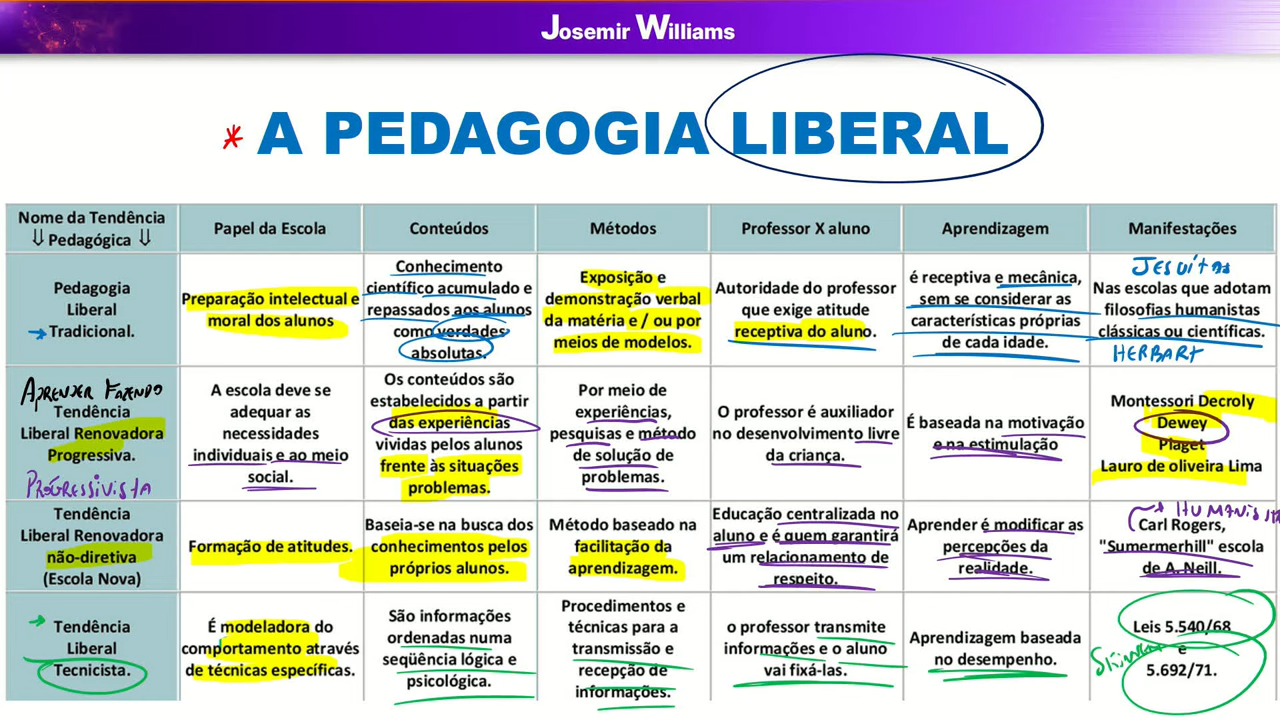 Josemir Williams
* A PEDAGOGIA LIBERAL
Nome da Tendência
⇓ Pedagógica ⇓
Papel da Escola
Conteúdos
Métodos
Professor X aluno
Aprendizagem
Manifestações
Pedagogia
Liberal
→ Tradicional.
Preparação intelectual e
moral dos alunos
Conhecimento
científico acumulado e
repassados aos alunos
como verdades
absolutas.
Exposição e
demonstração verbal
da matéria e / ou por
meios de modelos.
Autoridade do professor
que exige atitude
receptiva do aluno.
é receptiva e mecânica,
sem se considerar as
características próprias
de cada idade.
JESUÍTAS
Nas escolas que adotam
filosofias humanistas
clássicas ou científicas.
HERBART
APRENDER FAZENDO
Tendência
Liberal Renovadora
Progressiva.
PROGRESSIVISTA
A escola deve se
adequar as
necessidades
individuais e ao meio
social.
Os conteúdos são
estabelecidos a partir
das experiências
vividas pelos alunos
frente às situações
problemas.
Por meio de
experiências,
pesquisas e método
de solução de
problemas.
O professor é auxiliador
no desenvolvimento livre
da criança.
É baseada na motivação
e na estimulação
Montessori Decroly
Dewey
Piaget
Lauro de oliveira Lima
Tendência
Liberal Renovadora
não-diretiva
(Escola Nova)
Formação de atitudes.
Baseia-se na busca dos
conhecimentos pelos
próprios alunos.
Método baseado na
facilitação da
aprendizagem.
Educação centralizada no
aluno e é quem garantirá
um relacionamento de
respeito.
Aprender é modificar as
percepções da
realidade.
→ HUMANISTA
Carl Rogers,
"Sumermerhill" escola
de A. Neill.
→ Tendência
Liberal
Tecnicista.
É modeladora do
comportamento através
de técnicas específicas.
São informações
ordenadas numa
seqüência lógica e
psicológica.
Procedimentos e
técnicas para a
transmissão e
recepção de
informações.
o professor transmite
informações e o aluno
vai fixá-las.
Aprendizagem baseada
no desempenho.
Leis 5.540/68
e
5.692/71.